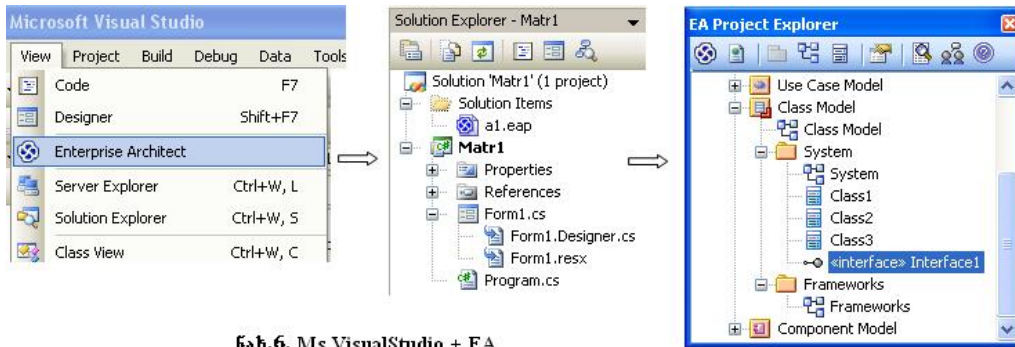 Microsoft Visual Studio
View Project Build Debug Data Tools
Code F7
Designer Shift+F7
Enterprise Architect
Server Explorer Ctrl+W, L
Solution Explorer Ctrl+W, S
Class View Ctrl+W, C
Solution Explorer - Matr1
Solution 'Matr1' (1 project)
Solution Items
a1.eap
Matr1
Properties
References
Form1.cs
Form1.Designer.cs
Form1.resx
Program.cs
EA Project Explorer
Use Case Model
Class Model
Class Model
System
System
Class1
Class2
Class3
«interface» Interface1
Frameworks
Frameworks
Component Model
ნახ.6. Ms VisualStudio + EA